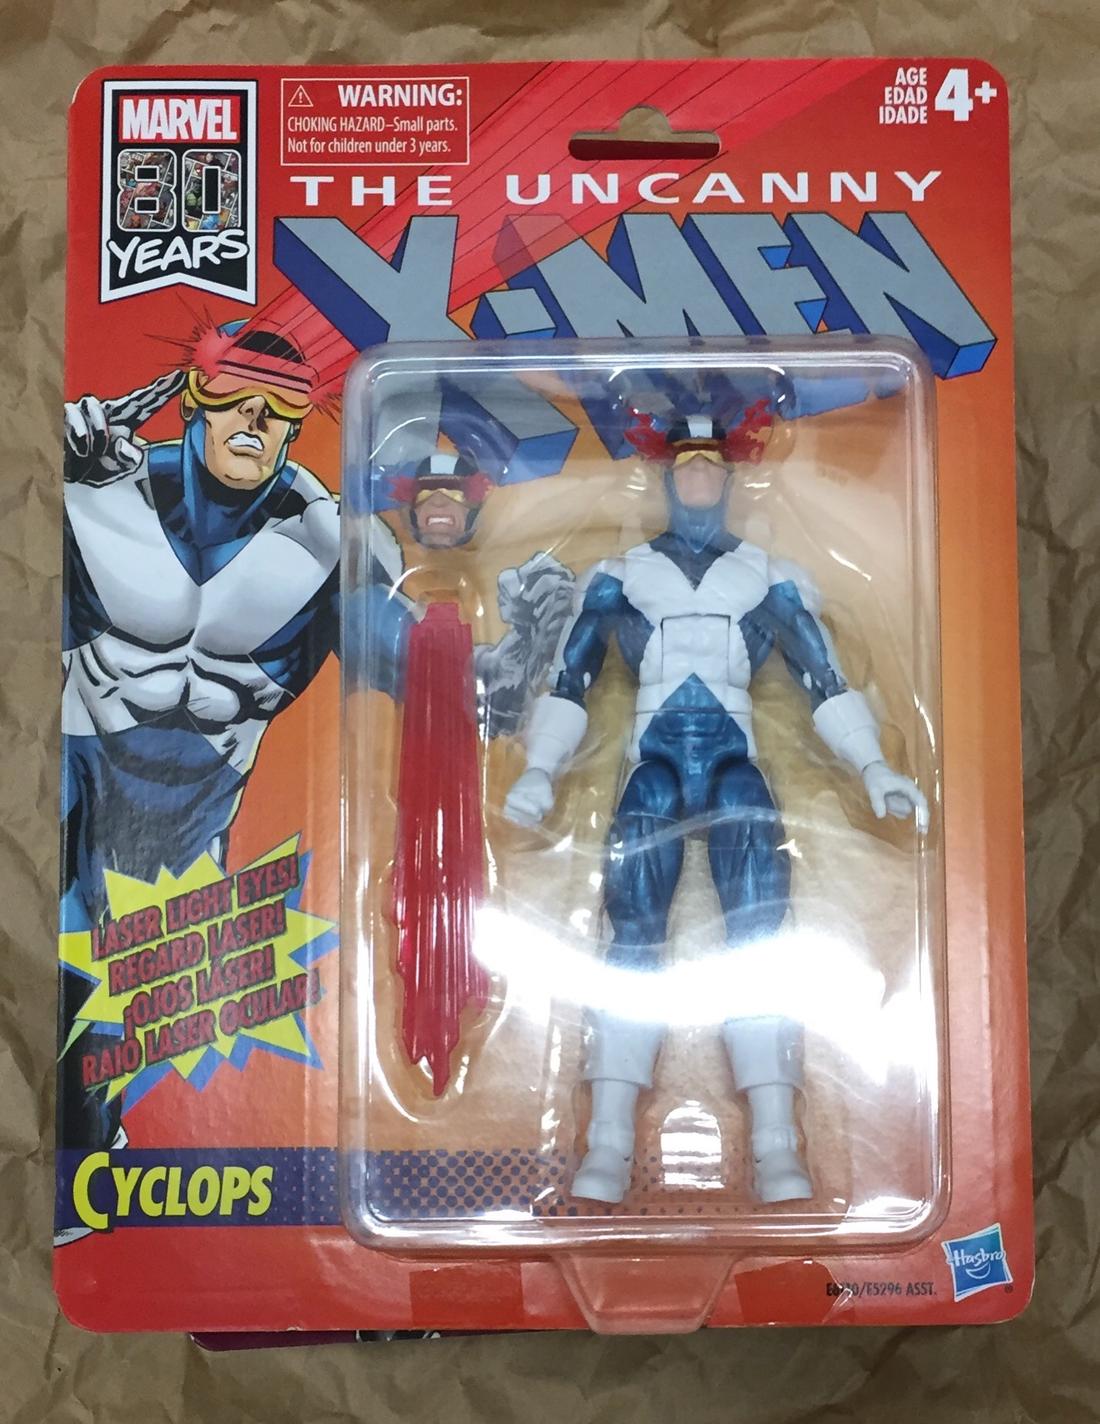 MARVEL
80
YEARS
WARNING:
CHOKING HAZARD–Small parts.
Not for children under 3 years.
AGE
EDAD
IDADE
4+
THE UNCANNY
X-MEN
LASER LIGHT EYES!
REGARD LASER!
¡OJOS LÁSER!
RAIO LASER OCULAR!
CYCLOPS
/E5296 ASST.
Hasbro
®